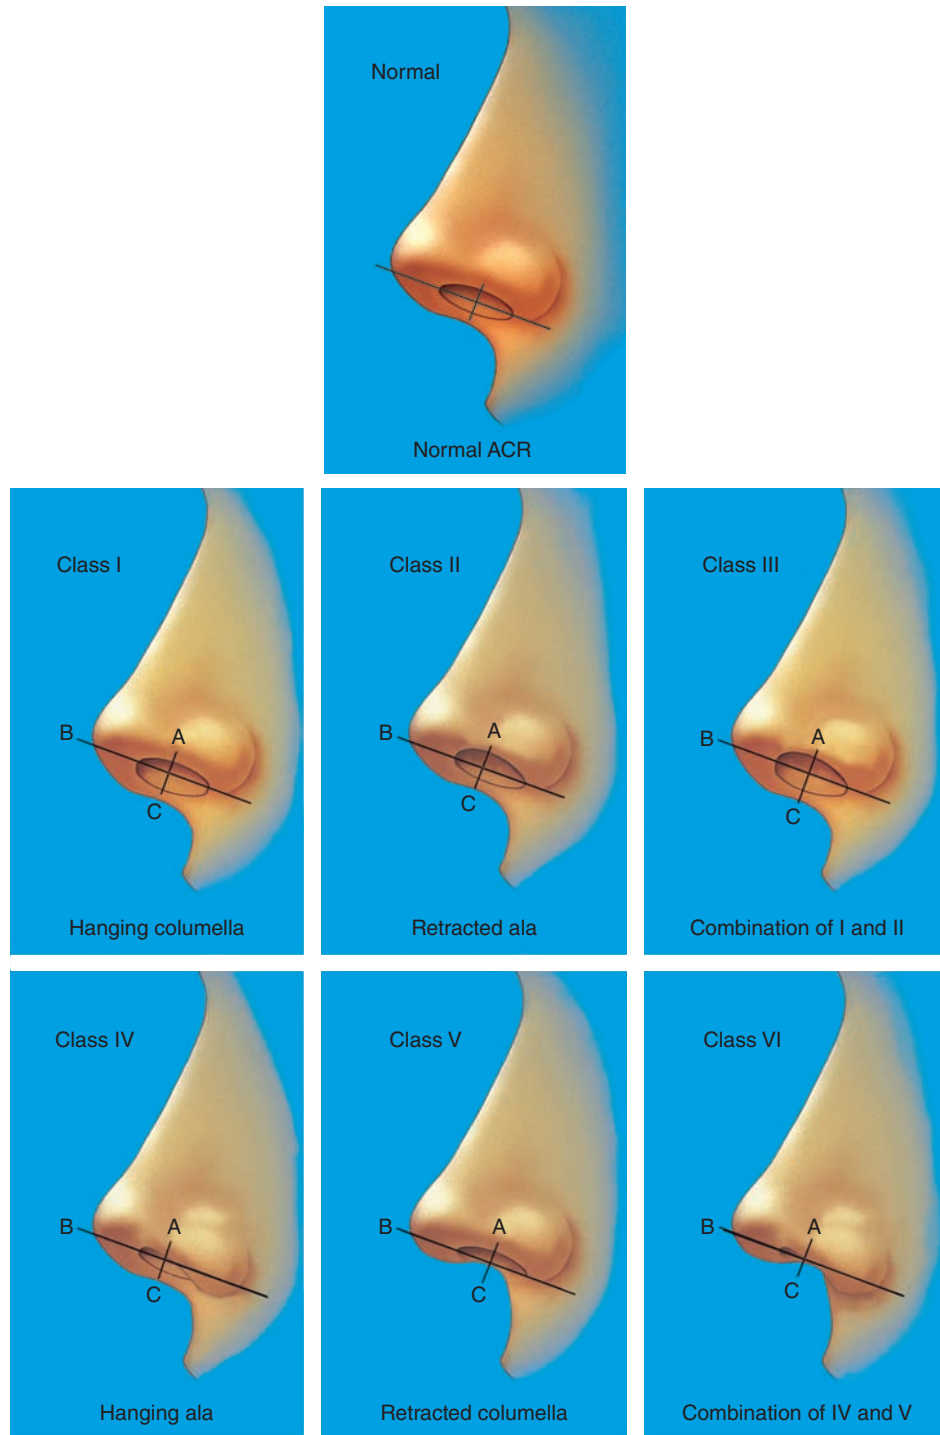 Normal
Normal ACR
Class I
B
A
C
Hanging columella
Class II
B
A
C
Retracted ala
Class III
B
A
C
Combination of I and II
Class IV
B
A
C
Hanging ala
Class V
B
A
C
Retracted columella
Class VI
B
A
C
Combination of IV and V